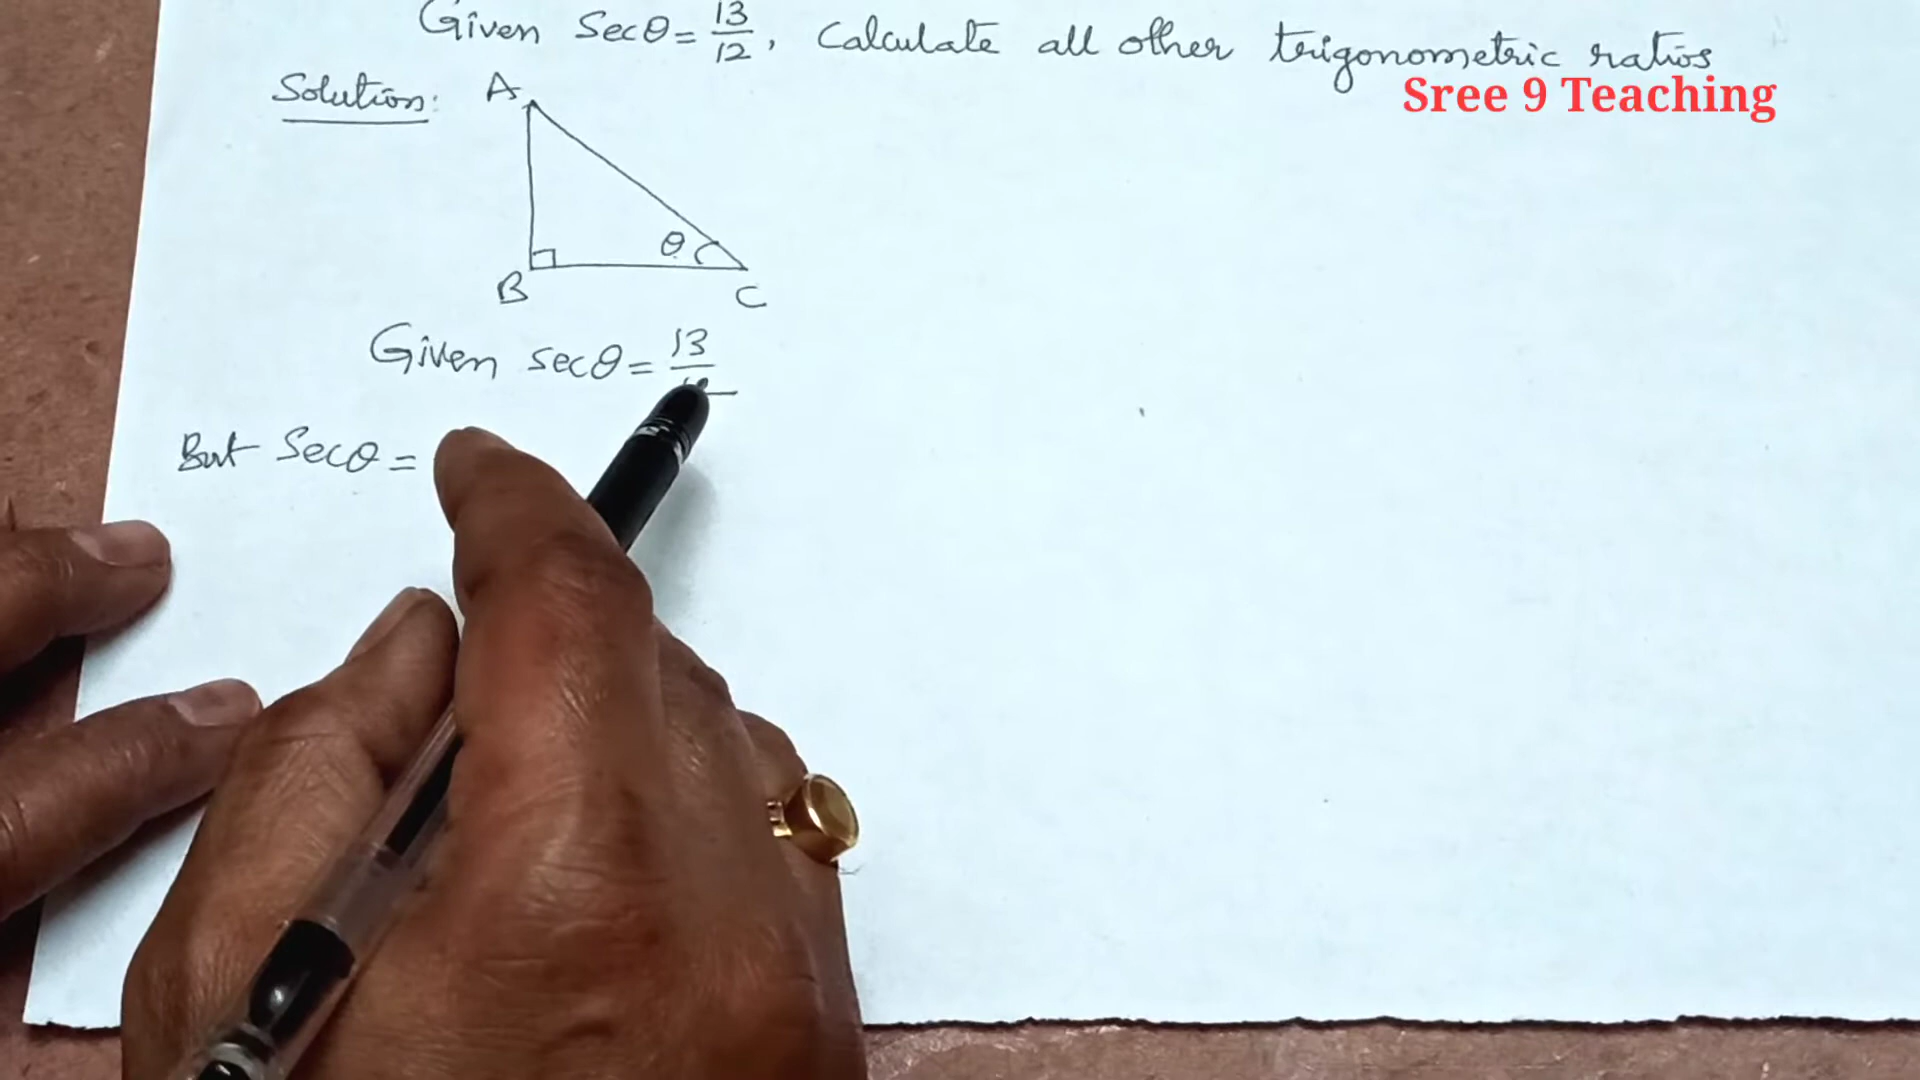 Given Secθ = 13/12, Calculate all other trigonometric ratios
Sree 9 Teaching
Solution:
A
θ
B
C
Given secθ = 13/
But Secθ =